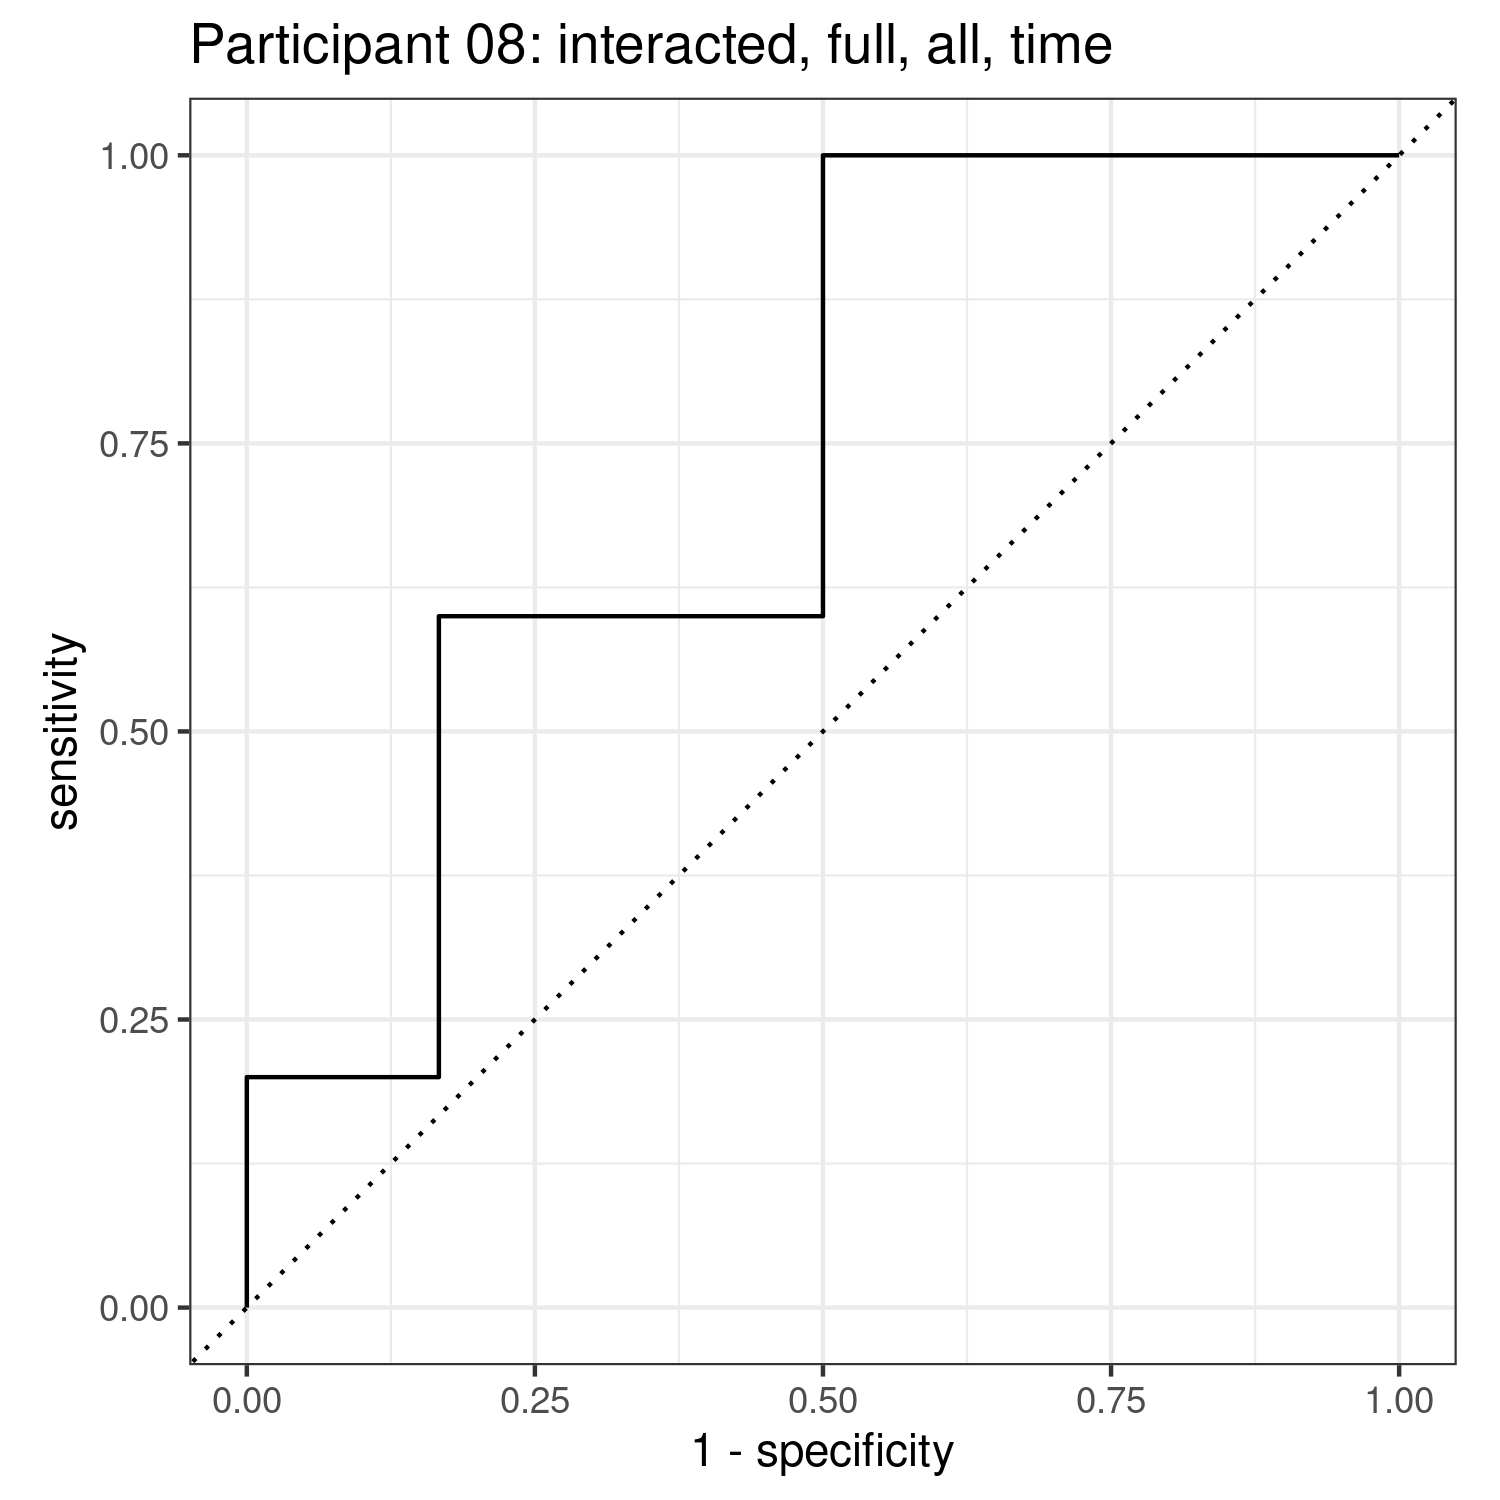 Participant 08: interacted, full, all, time
1.00
0.75
0.50
0.25
0.00
sensitivity
0.00 0.25 0.50 0.75 1.00
1 - specificity